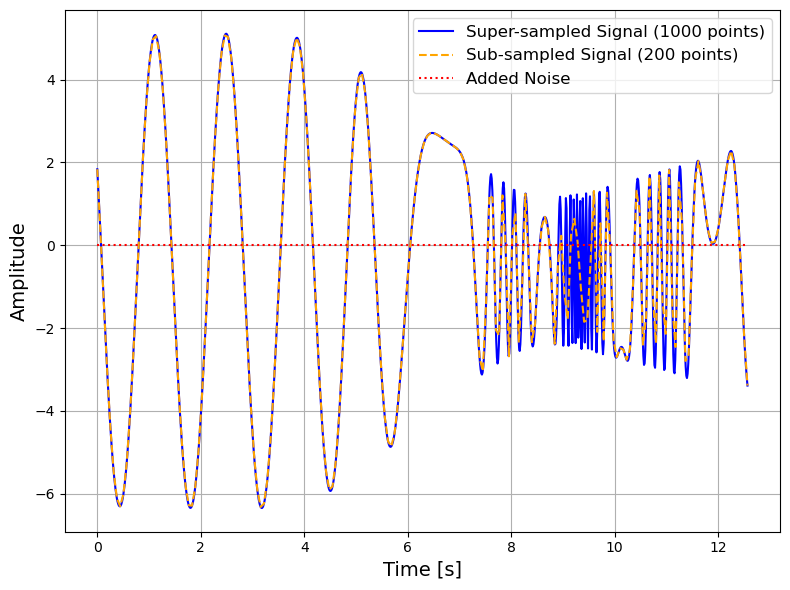 Super-sampled Signal (1000 points)
Sub-sampled Signal (200 points)
Added Noise
Amplitude
4
2
0
−2
−4
−6
0 2 4 6 8 10 12
Time [s]